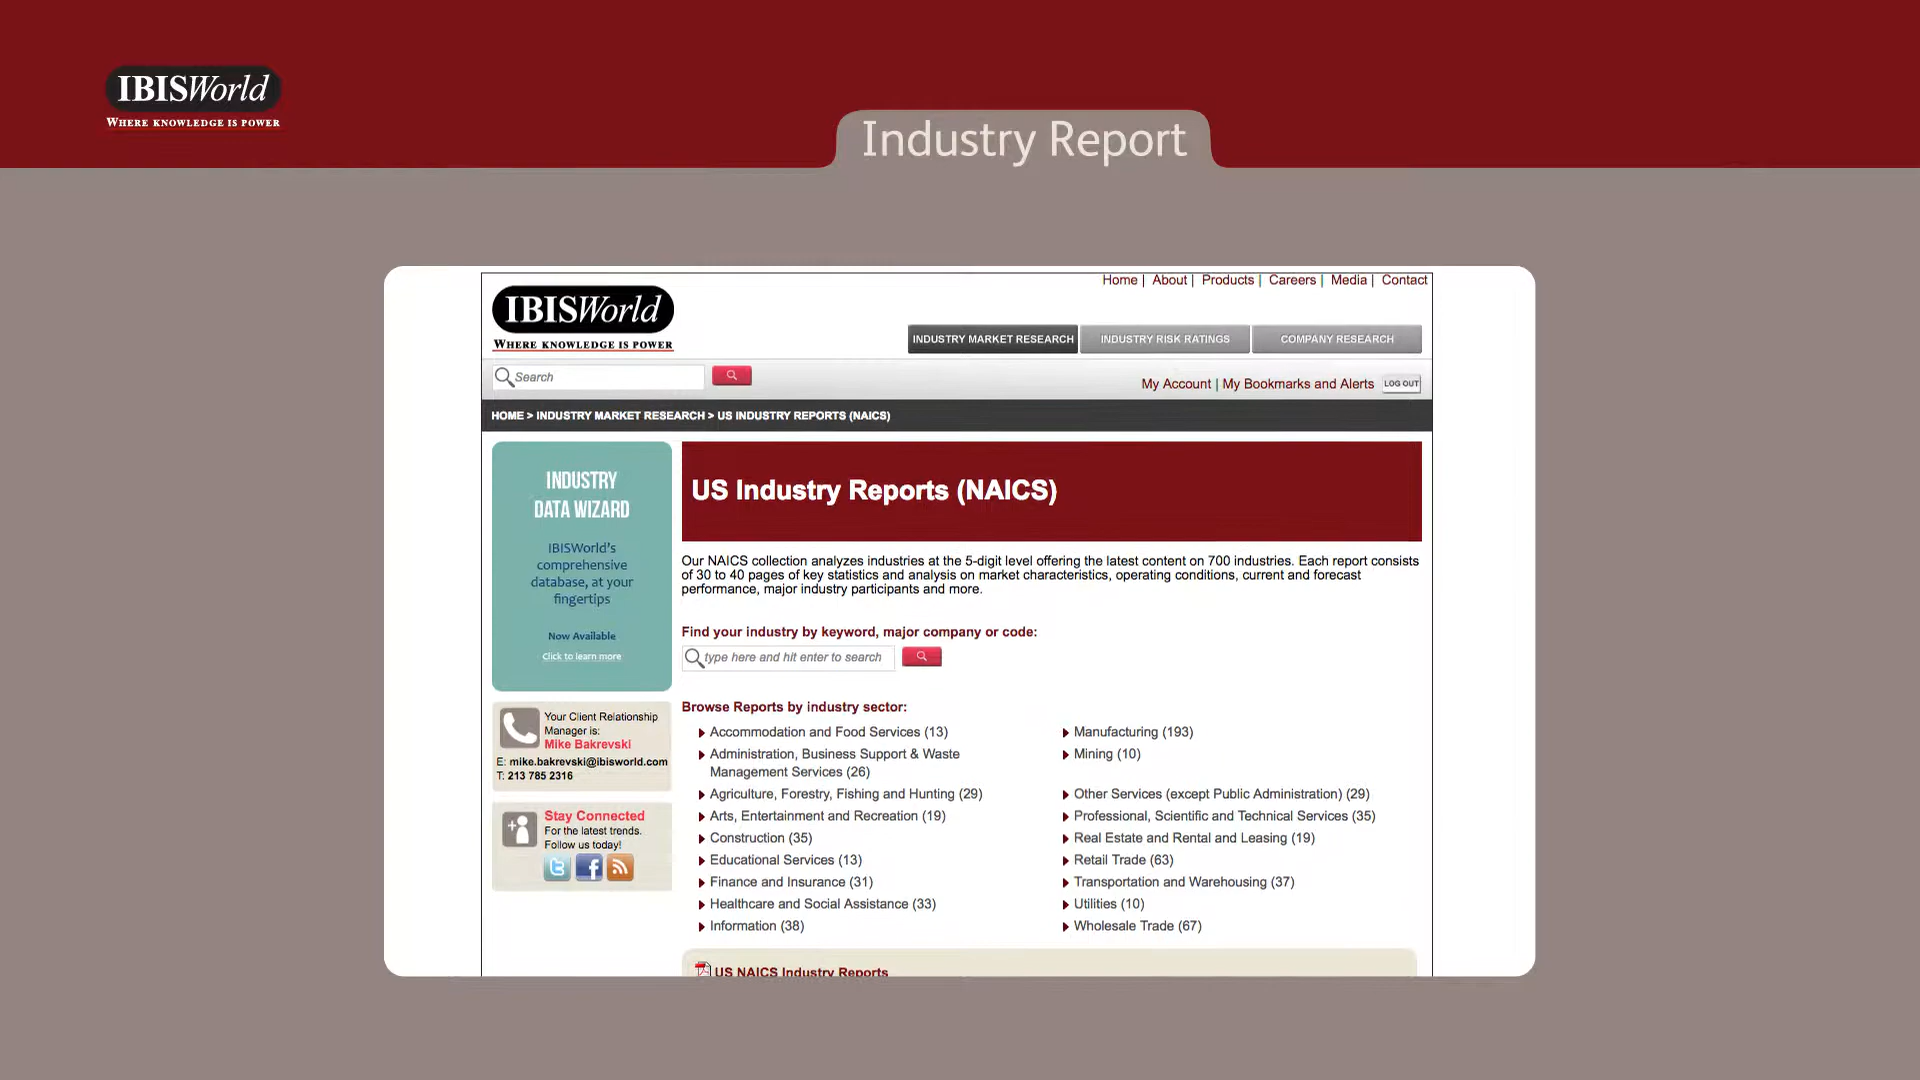 IBISWorld
WHERE KNOWLEDGE IS POWER
Industry Report
Home | About | Products | Careers | Media | Contact
IBISWorld
WHERE KNOWLEDGE IS POWER
INDUSTRY MARKET RESEARCH
INDUSTRY RISK RATINGS
COMPANY RESEARCH
Search
My Account | My Bookmarks and Alerts
LOG OUT
HOME > INDUSTRY MARKET RESEARCH > US INDUSTRY REPORTS (NAICS)
INDUSTRY
DATA WIZARD
IBISWorld's
comprehensive
database, at your
fingertips
Now Available
Click to learn more
Your Client Relationship
Manager is:
Mike Bakrevski
E: mike.bakrevski@ibisworld.com
T: 213 785 2316
Stay Connected
For the latest trends.
Follow us today!
US Industry Reports (NAICS)
Our NAICS collection analyzes industries at the 5-digit level offering the latest content on 700 industries. Each report consists
of 30 to 40 pages of key statistics and analysis on market characteristics, operating conditions, current and forecast
performance, major industry participants and more.
Find your industry by keyword, major company or code:
type here and hit enter to search
Browse Reports by industry sector:
Accommodation and Food Services (13)
Administration, Business Support & Waste
Management Services (26)
Agriculture, Forestry, Fishing and Hunting (29)
Arts, Entertainment and Recreation (19)
Construction (35)
Educational Services (13)
Finance and Insurance (31)
Healthcare and Social Assistance (33)
Information (38)
Manufacturing (193)
Mining (10)
Other Services (except Public Administration) (29)
Professional, Scientific and Technical Services (35)
Real Estate and Rental and Leasing (19)
Retail Trade (63)
Transportation and Warehousing (37)
Utilities (10)
Wholesale Trade (67)
US NAICS Industry Reports